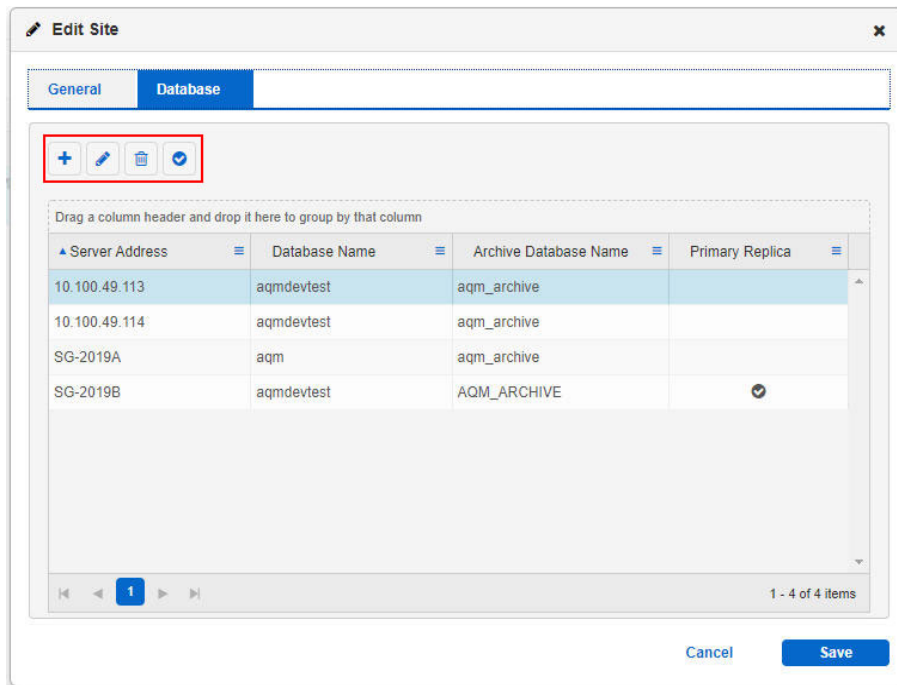 Edit Site
General Database
Drag a column header and drop it here to group by that column
Server Address Database Name Archive Database Name Primary Replica
10.100.49.113 aqmdevtest aqm_archive
10.100.49.114 aqmdevtest aqm_archive
SG-2019A aqm aqm_archive
SG-2019B aqmdevtest AQM_ARCHIVE
1 1 - 4 of 4 items
Cancel Save